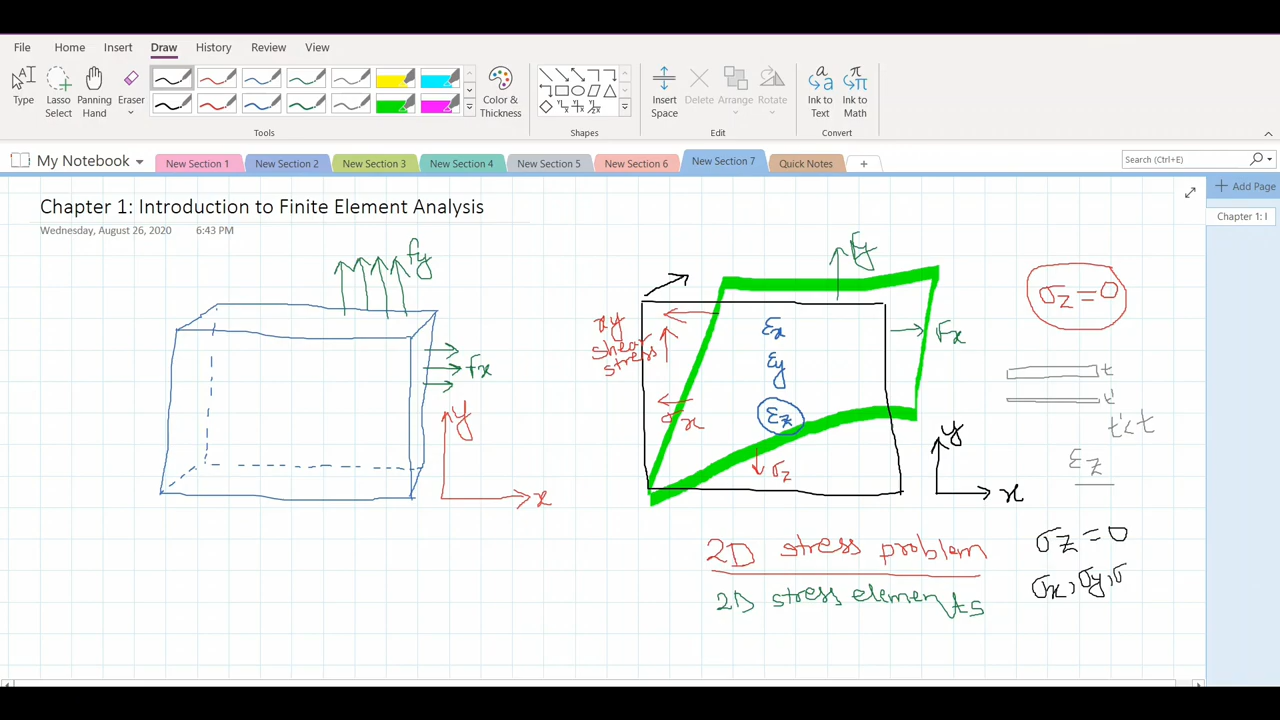 File Home Insert Draw History Review View
Type
Lasso Select
Panning Hand
Eraser
Color & Thickness
Insert Space
Delete
Arrange
Rotate
Ink to Text
Ink to Math
Tools
Shapes
Edit
Convert
My Notebook
New Section 1 New Section 2 New Section 3 New Section 4 New Section 5 New Section 6 New Section 7 Quick Notes
Search (Ctrl+E)
Add Page
Chapter 1: I
Chapter 1: Introduction to Finite Element Analysis
Wednesday, August 26, 2020 6:43 PM
fy
Fx
y
x
Fy
xy
shear
stress
σx
εx
εy
εz
σz
Fx
y
x
σz=0
t
t'
t'<t
εz
2D stress problem
2D stress elements
σz=0
σx, σy, σ